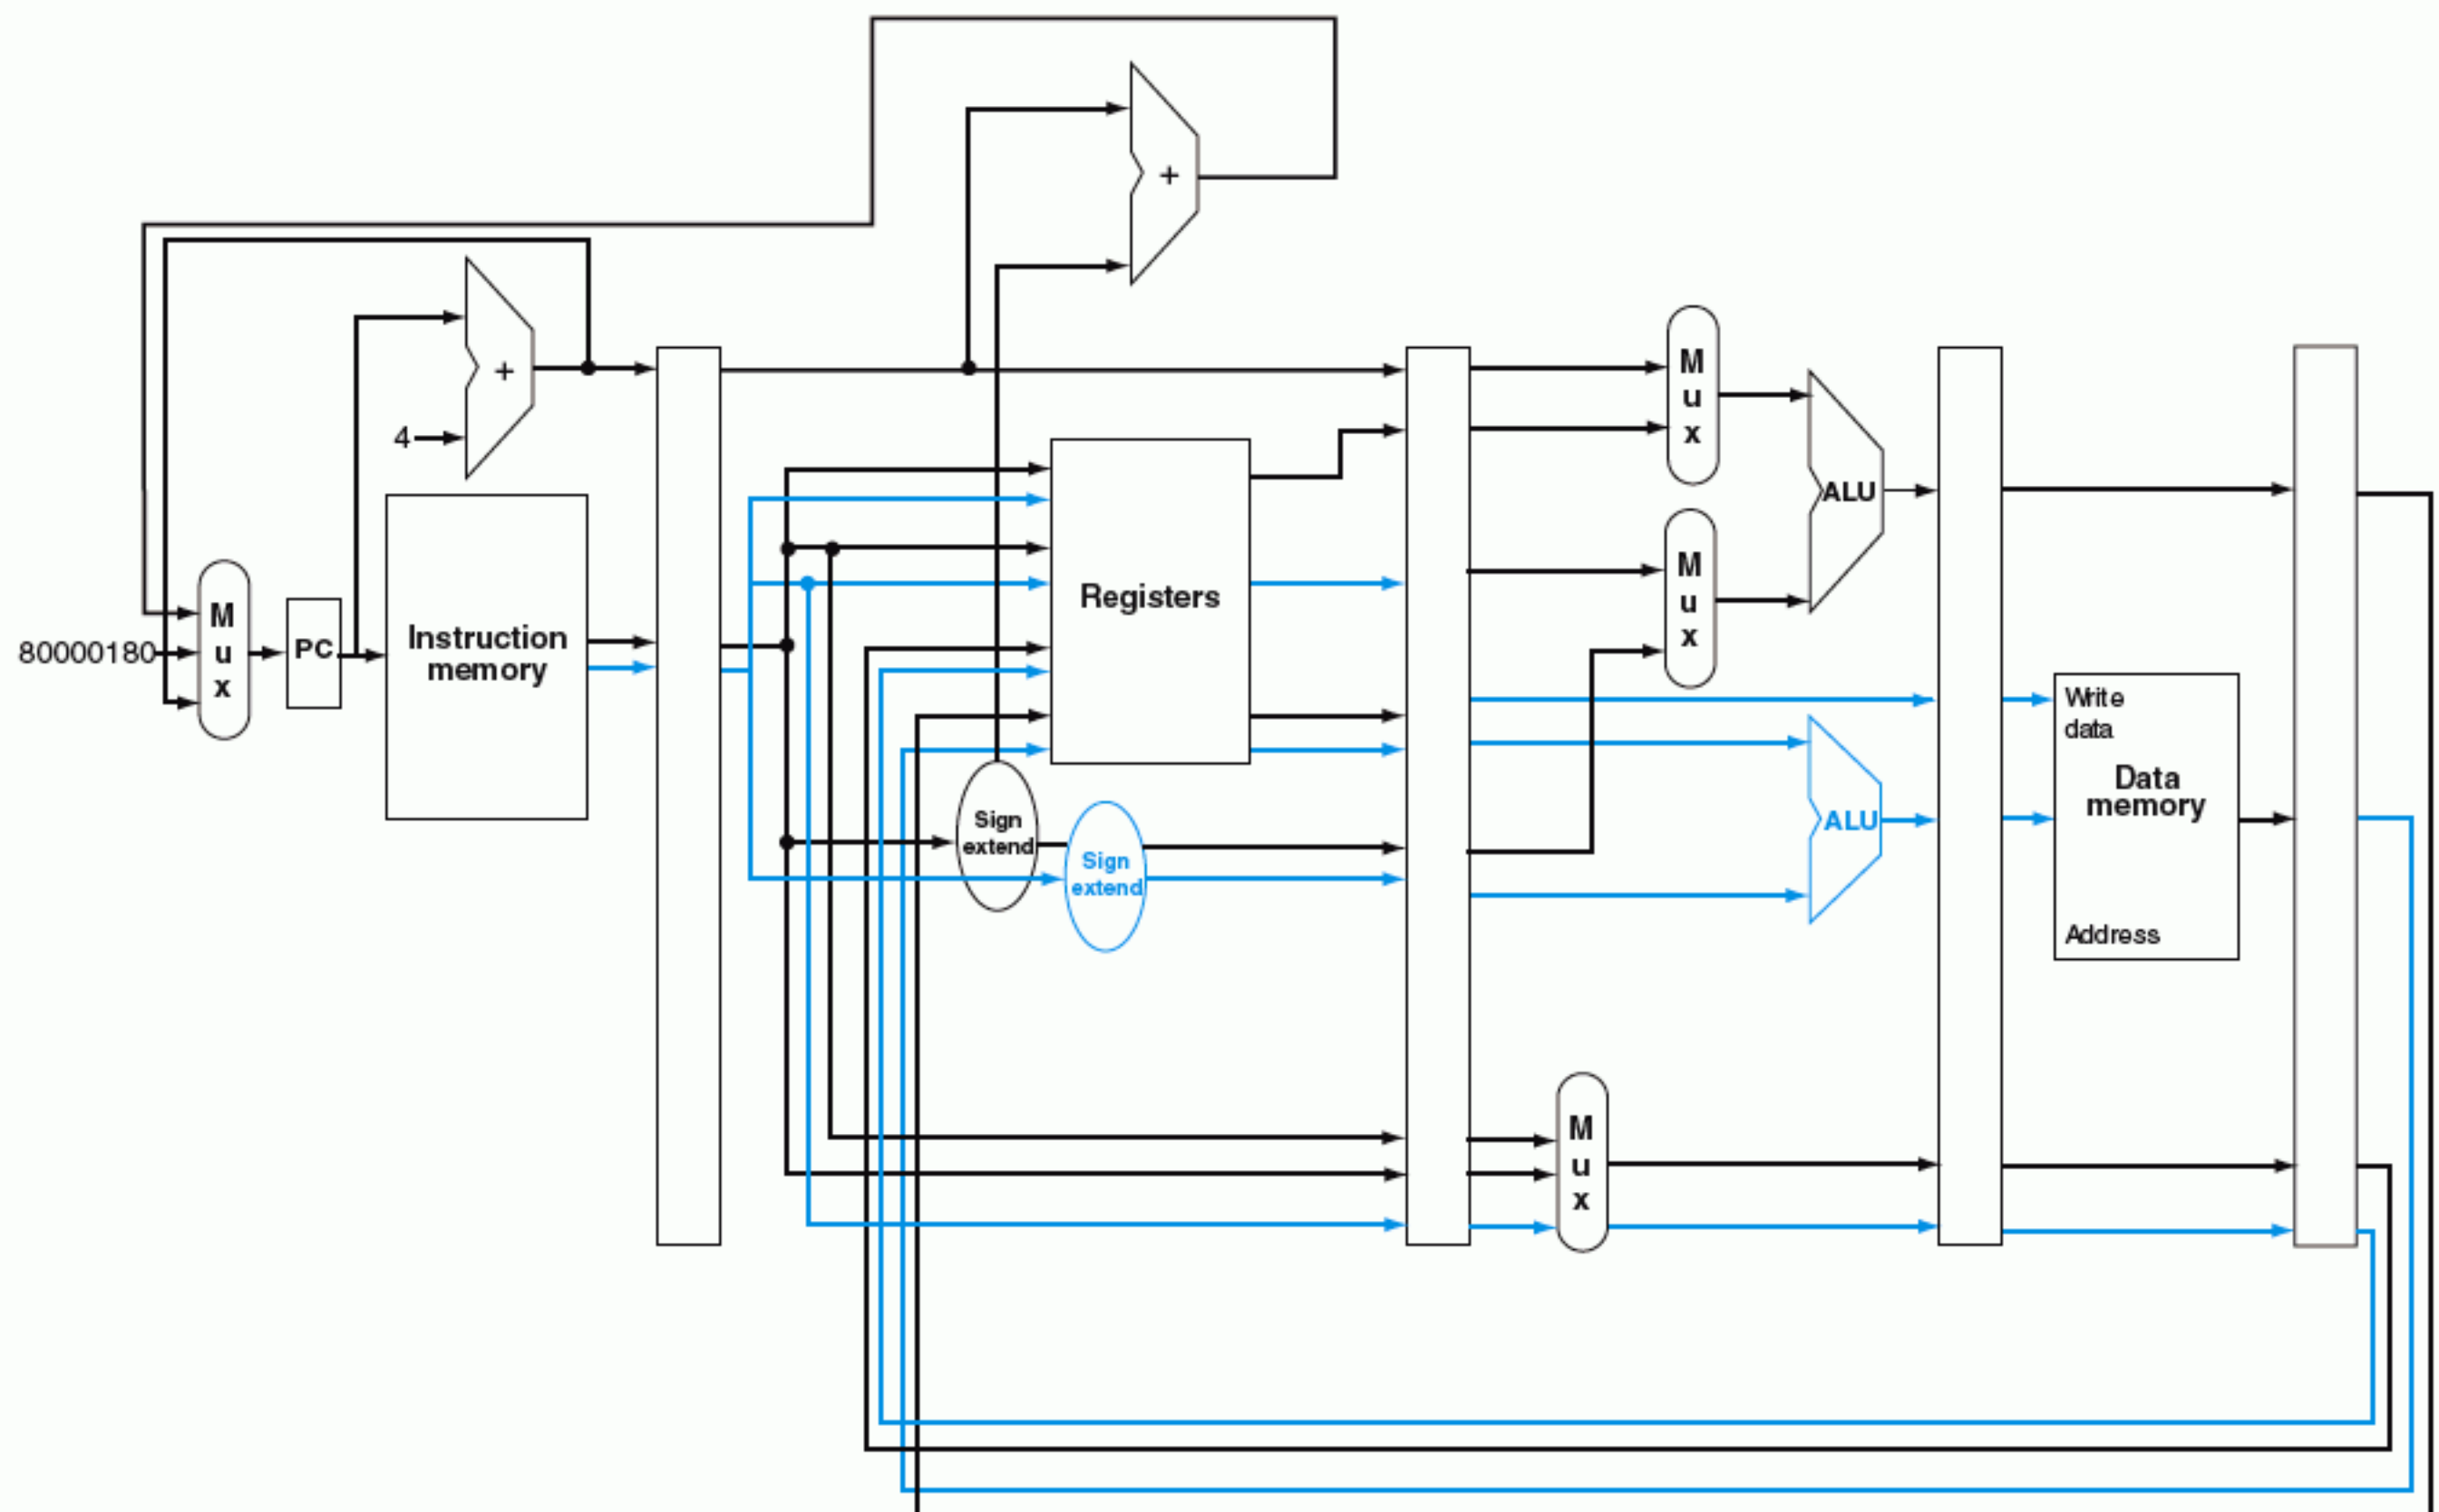 +
+
4
M
u
x
80000180
PC
Instruction
memory
Registers
Sign
extend
Sign
extend
M
u
x
M
u
x
ALU
ALU
M
u
x
Write
data
Data
memory
Address